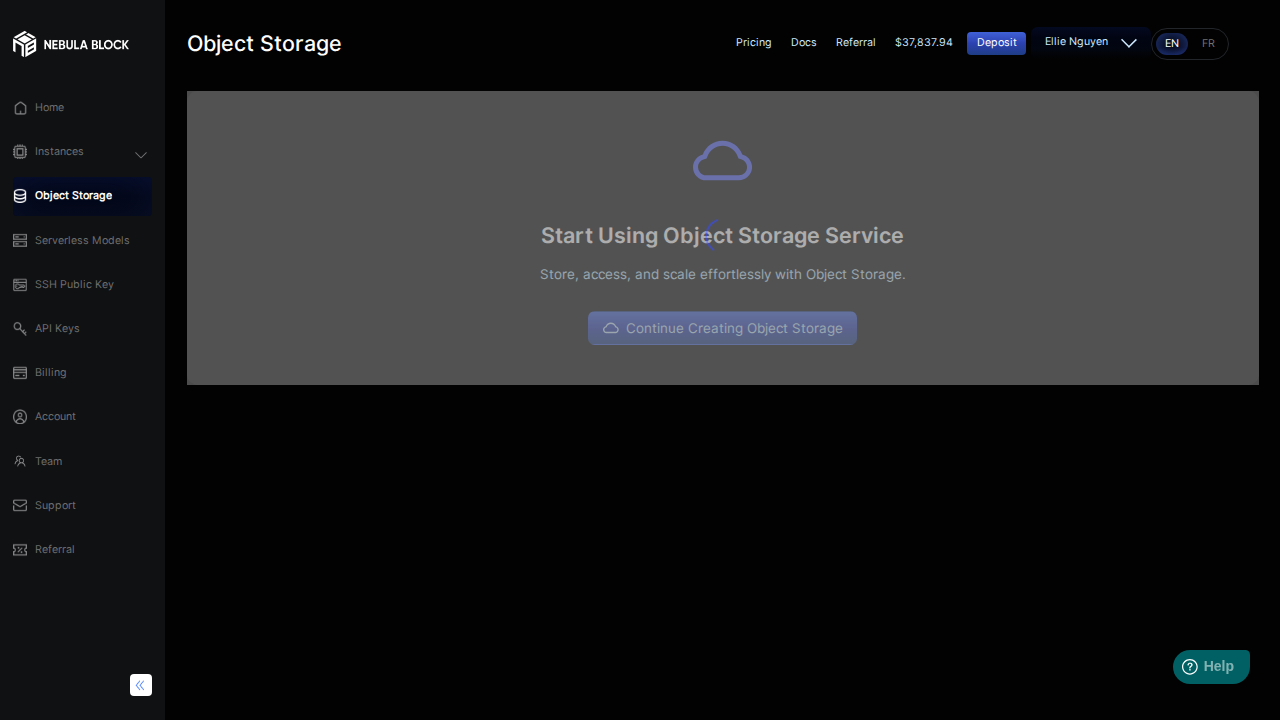 NEBULA BLOCK
Object Storage
Pricing
Docs
Referral
$37,837.94
Deposit
Ellie Nguyen
EN
FR
Home
Instances
Object Storage
Serverless Models
SSH Public Key
API Keys
Billing
Account
Team
Support
Referral
Start Using Object Storage Service
Store, access, and scale effortlessly with Object Storage.
Continue Creating Object Storage
Help